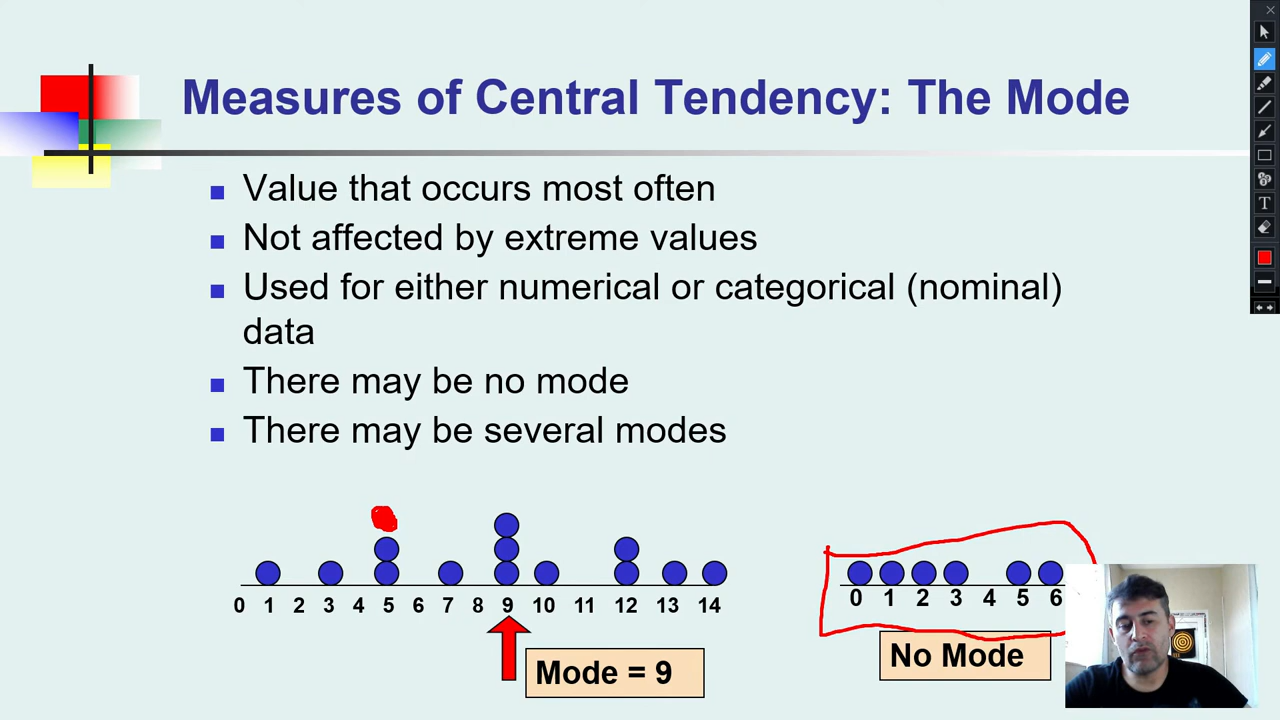 Measures of Central Tendency: The Mode
Value that occurs most often
Not affected by extreme values
Used for either numerical or categorical (nominal)
data
There may be no mode
There may be several modes
0 1 2 3 4 5 6 7 8 9 10 11 12 13 14
0 1 2 3 4 5 6
Mode = 9
No Mode
T